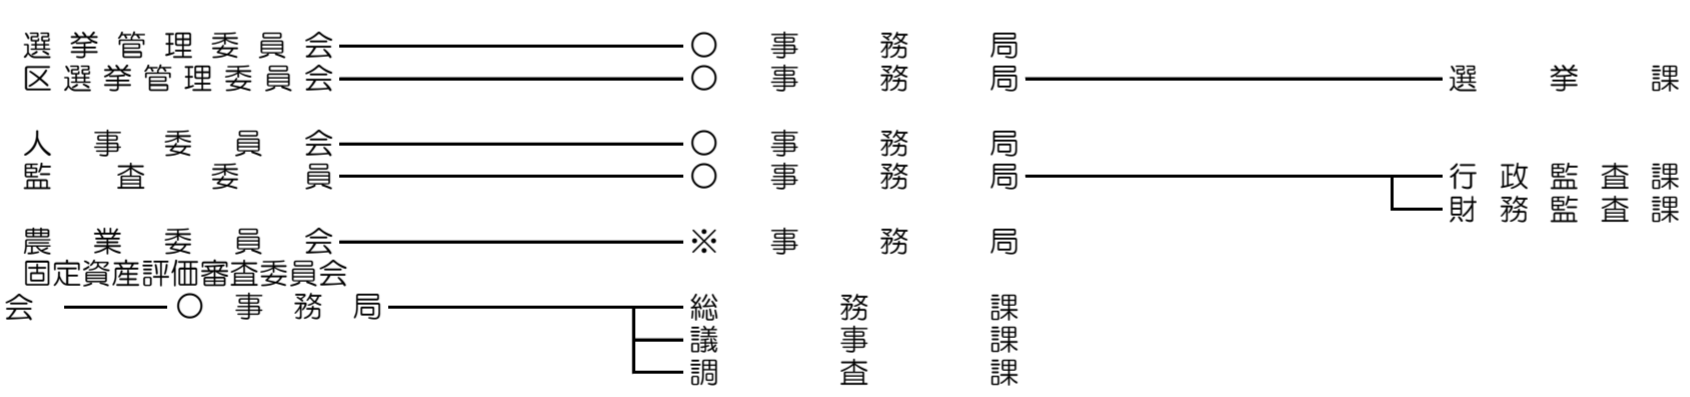 選挙管理委員会 ○ 事務局
区選挙管理委員会 ○ 事務局 選挙課
人事委員会 ○ 事務局
監査委員 ○ 事務局 行政監査課
財務監査課
農業委員会 ※ 事務局
固定資産評価審査委員会
会 ○ 事務局 総務課
議事課
調査課